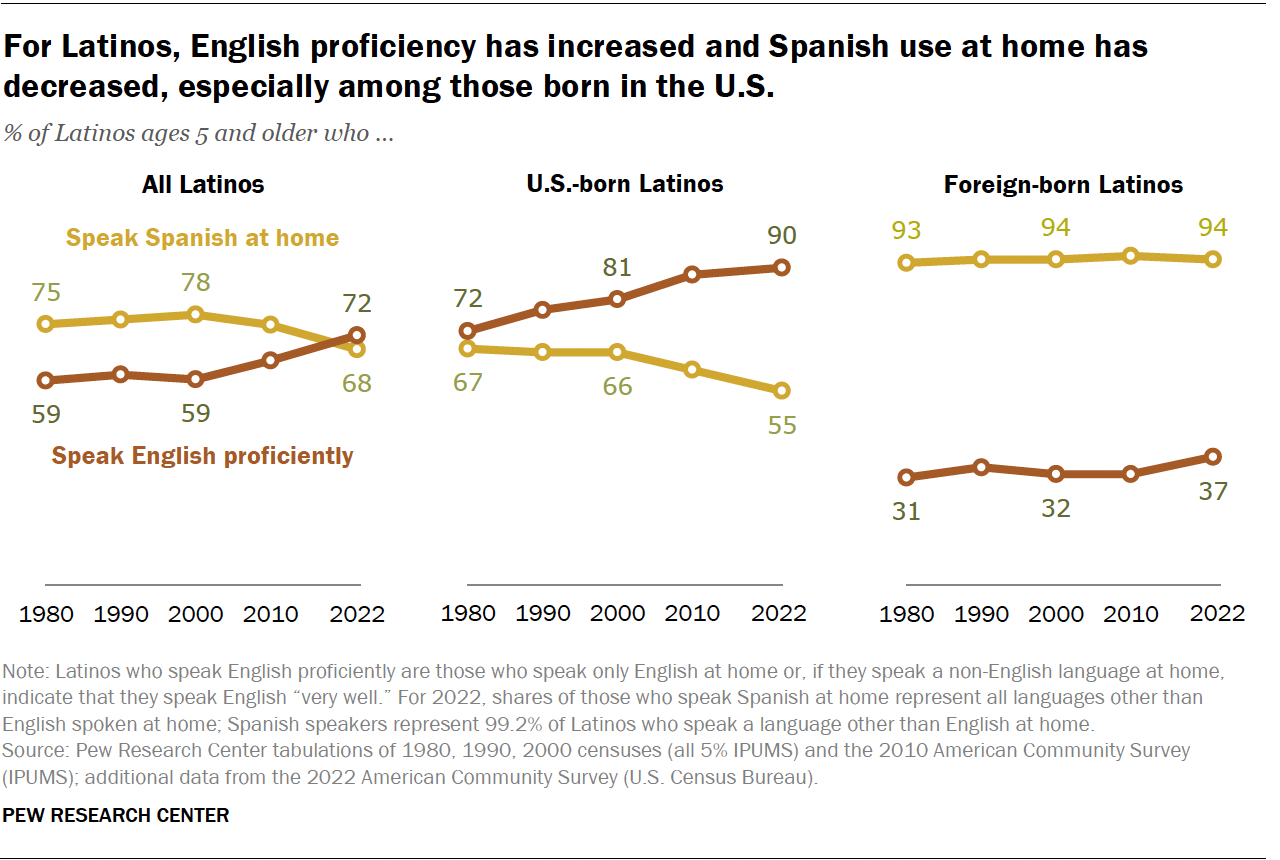 For Latinos, English proficiency has increased and Spanish use at home has
decreased, especially among those born in the U.S.
% of Latinos ages 5 and older who ...
All Latinos
Speak Spanish at home
75
78
72
59
59
68
Speak English proficiently
1980 1990 2000 2010 2022
U.S.-born Latinos
72
81
90
67
66
55
1980 1990 2000 2010 2022
Foreign-born Latinos
93
94
94
31
32
37
1980 1990 2000 2010 2022
Note: Latinos who speak English proficiently are those who speak only English at home or, if they speak a non-English language at home,
indicate that they speak English “very well.” For 2022, shares of those who speak Spanish at home represent all languages other than
English spoken at home; Spanish speakers represent 99.2% of Latinos who speak a language other than English at home.
Source: Pew Research Center tabulations of 1980, 1990, 2000 censuses (all 5% IPUMS) and the 2010 American Community Survey
(IPUMS); additional data from the 2022 American Community Survey (U.S. Census Bureau).
PEW RESEARCH CENTER